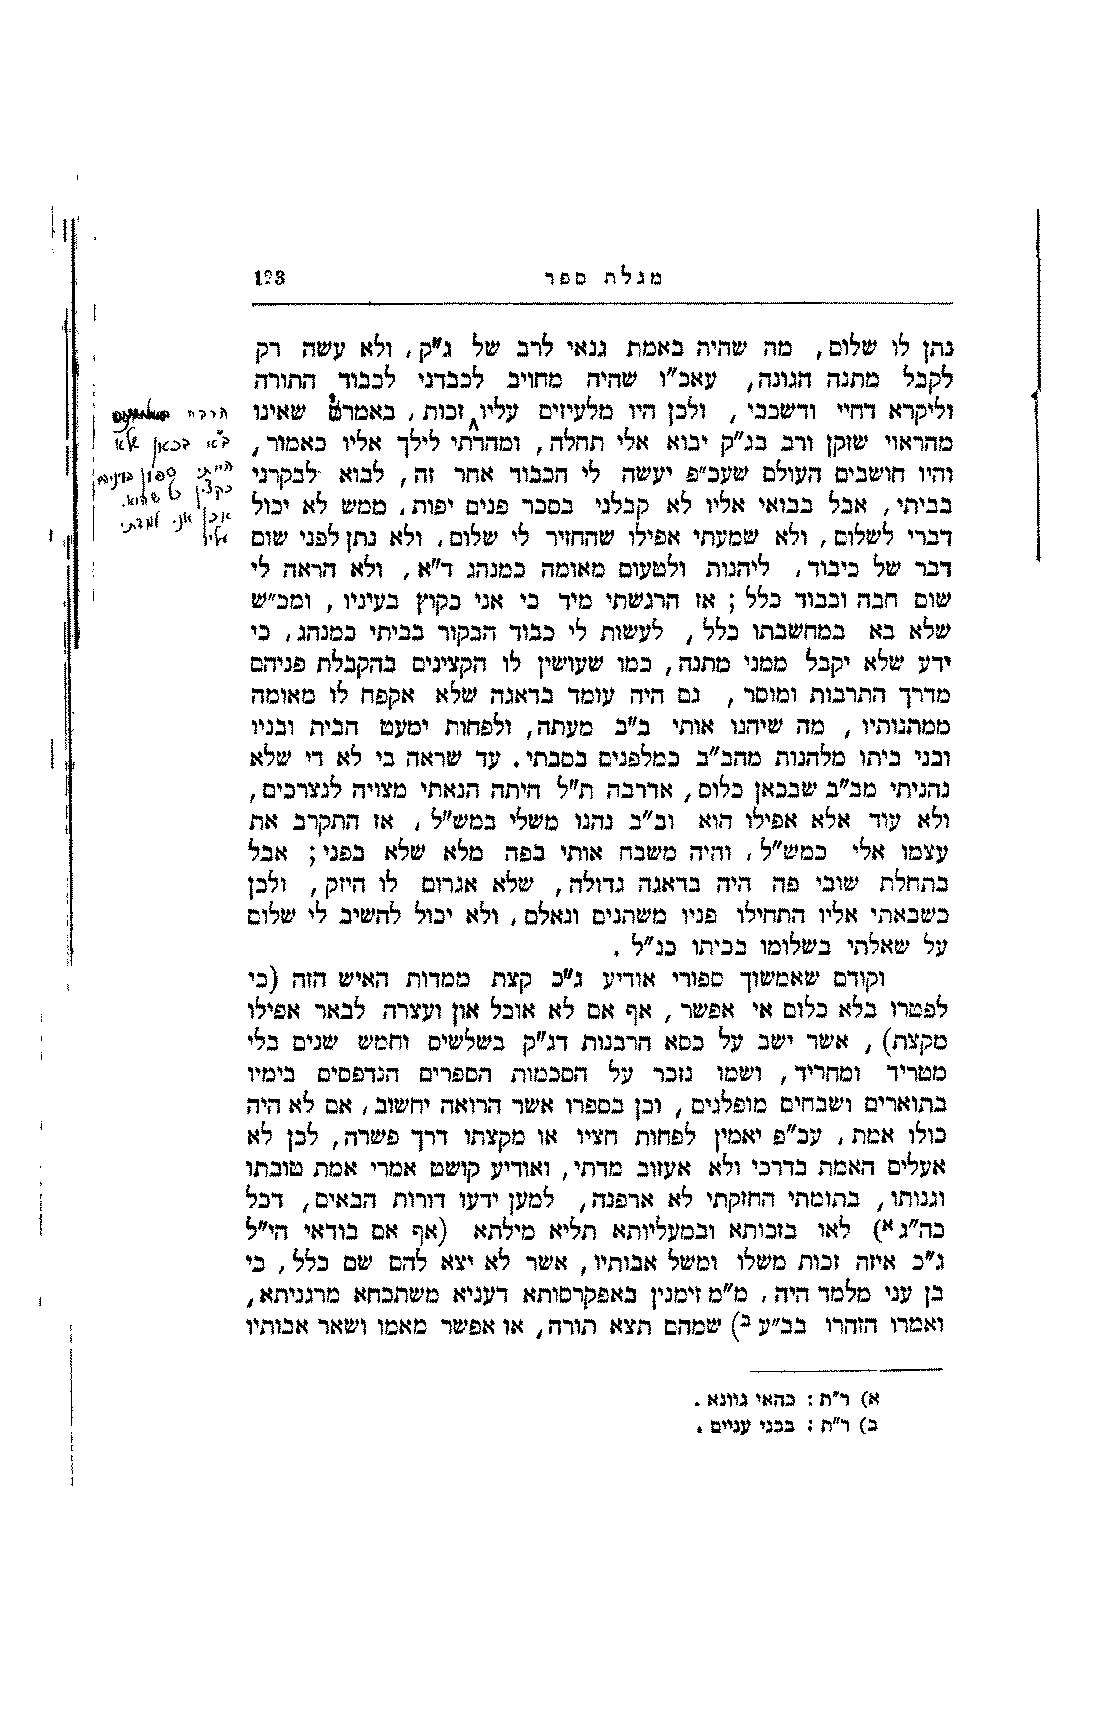 מגלת ספר 193
נתן לו שלום, מה שהיה באמת גנאי לרב של ג"ק, ולא עשה רק
לקבל מתנה הגונה, עאכ"ו שהיה מחויב לכבדני לכבוד התורה
וליקרא דחיי ודשכבי, ולכן היו מלעיזים עליו זכות, באמרם שאינו
מהראוי שזקן ורב בג"ק יבוא אלי תחלה, ומהרתי לילך אליו כאמור,
והיו חושבים העולם שעכ"פ יעשה לי הכבוד אחר זה, לבוא לבקרני
בביתי, אבל בבואי אליו לא קבלני בסבר פנים יפות, ממש לא יכול
דברי לשלום, ולא שמעתי אפילו שהחזיר לי שלום, ולא נתן לפני שום
דבר של כיבוד, ליהנות ולטעום מאומה כמנהג ד"א, ולא הראה לי
שום חבה וכבוד כלל; אז הרגשתי מיד כי אני כקוץ בעיניו, ומכ"ש
שלא בא במחשבתו כלל, לעשות לי כבוד הבקור בביתי כמנהג, כי
ידע שלא יקבל ממני מתנה, כמו שעושין לו הקצינים בהקבלת פניהם
מדרך התרבות ומוסר, גם היה עומד בדאגה שלא אקפח לו מאומה
ממתנותיו, מה שיהנו אותי ב"ב מעתה, ולפחות ימעט הבית ובניו
ובני ביתו מלהנות מהב"ב כמלפנים בסבתי. עד שראה בי לא די שלא
נהניתי מב"ב שבכאן כלום, אדרבה ת"ל היתה הנאתי מצויה לנצרכים,
ולא עוד אלא אפילו הוא וב"ב נהנו משלי במש"ל, אז התקרב את
עצמו אלי כמש"ל, והיה משבח אותי בפה מלא שלא בפני; אבל
בתחלת שובי פה היה בדאגה גדולה, שלא אגרום לו היזק, ולכן
כשבאתי אליו התחילו פניו משתנים ונאלם, ולא יכול להשיב לי שלום
על שאלתי בשלומו בביתו כנ"ל.
וקודם שאמשוך ספורי אודיע ג"כ קצת ממדות האיש הזה (כי
לפטרו בלא כלום אי אפשר, אף אם לא אוכל און ועצרה לבאר אפילו
מקצת), אשר ישב על כסא הרבנות דג"ק בשלשים וחמש שנים בלי
מטריד ומחריד, ושמו נזכר על הסכמות הספרים הנדפסים בימיו
בתוארים ושבחים מופלגים, וכן בספרו אשר הרואה יחשוב, אם לא היה
כולו אמת, עכ"פ יאמין לפחות חציו או מקצתו דרך פשרה, לכן לא
אעלים האמת בדרכי ולא אעזוב מדתי, ואודיע קושט אמרי אמת טובתו
וגנותו, בתומתי החזקתי לא ארפנה, למען ידעו דורות הבאים, דכל
כה"ג א) לאו בזכותא ובמעליותא תליא מילתא (אף אם בודאי הי"ל
ג"כ איזה זכות משלו ומשל אבותיו, אשר לא יצא להם שם כלל, כי
בן עני מלמד היה, מ"מ זימנין באפקרסותא דעניא משתכחא מרגניתא,
ואמרו הזהרו בב"ע ב) שמהם תצא תורה, או אפשר מאמו ושאר אבותיו
א) ר"ת: כהאי גוונא.
ב) ר"ת: בבני עניים.
בכאן שלא
הייתי
אני